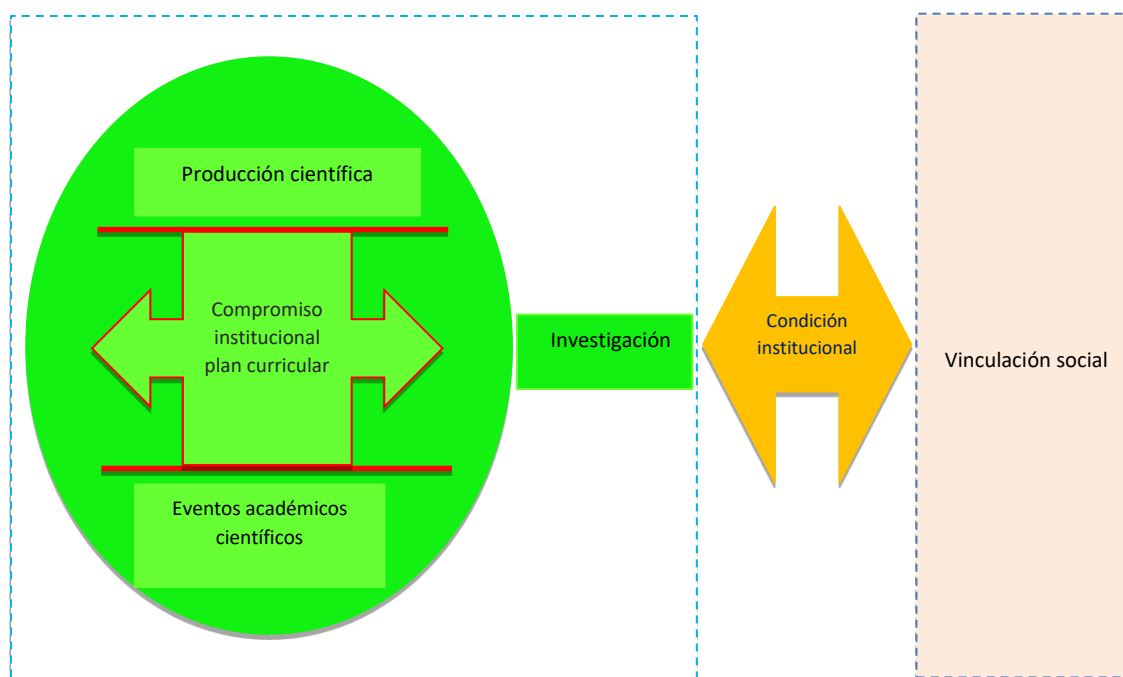 Producción científica
Compromiso
institucional
plan curricular
Eventos académicos
científicos
Investigación
Condición
institucional
Vinculación social